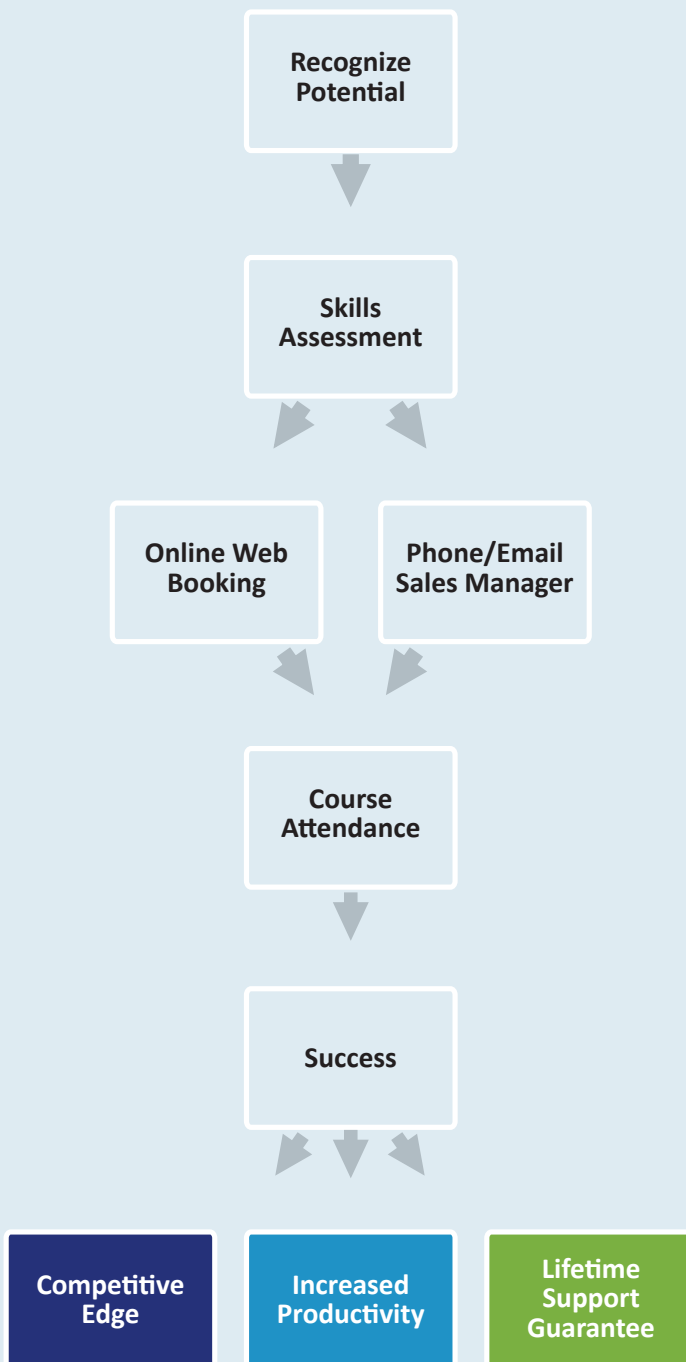 Recognize
Potential
Skills
Assessment
Online Web
Booking
Phone/Email
Sales Manager
Course
Attendance
Success
Competitive
Edge
Increased
Productivity
Lifetime
Support
Guarantee